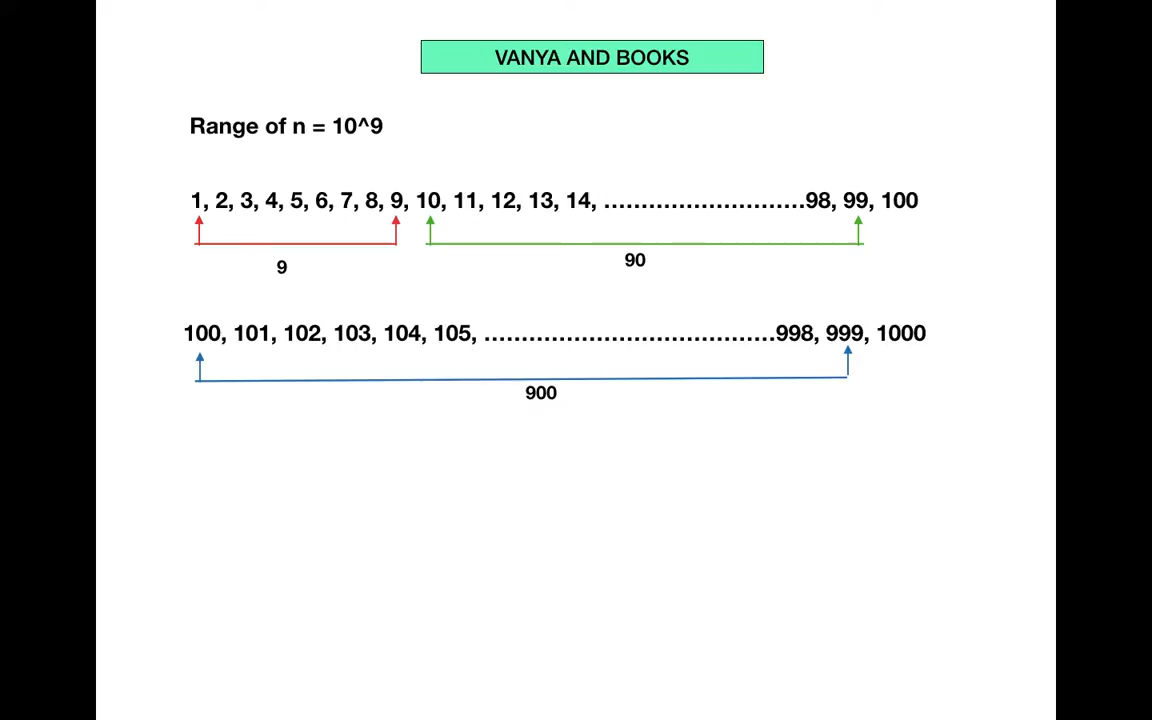 VANYA AND BOOKS
Range of n = 10^9
1, 2, 3, 4, 5, 6, 7, 8, 9, 10, 11, 12, 13, 14, ...........................98, 99, 100
9
90
100, 101, 102, 103, 104, 105, .......................................998, 999, 1000
900